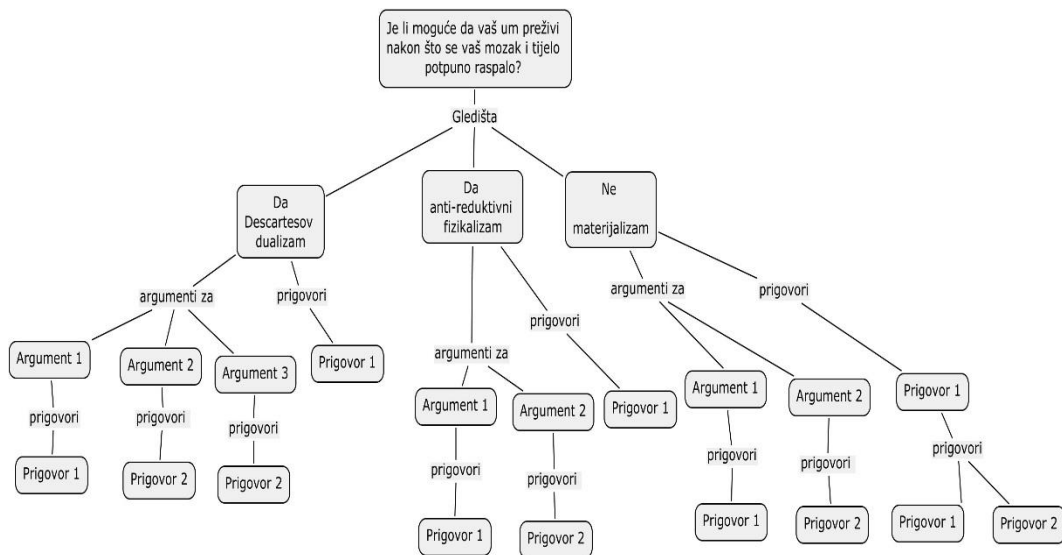 Je li moguće da vaš um preživi
nakon što se vaš mozak i tijelo
potpuno raspalo?
Gledišta
Da
Descartesov
dualizam
Da
anti-reduktivni
fizikalizam
Ne
materijalizam
argumenti za
prigovori
argumenti za
prigovori
argumenti za
prigovori
Argument 1
Argument 2
Argument 3
Prigovor 1
Argument 1
Argument 2
Prigovor 1
Argument 1
Argument 2
Prigovor 1
prigovori
prigovori
prigovori
prigovori
prigovori
prigovori
prigovori
prigovori
Prigovor 1
Prigovor 2
Prigovor 2
Prigovor 1
Prigovor 2
Prigovor 1
Prigovor 2
Prigovor 1
Prigovor 2